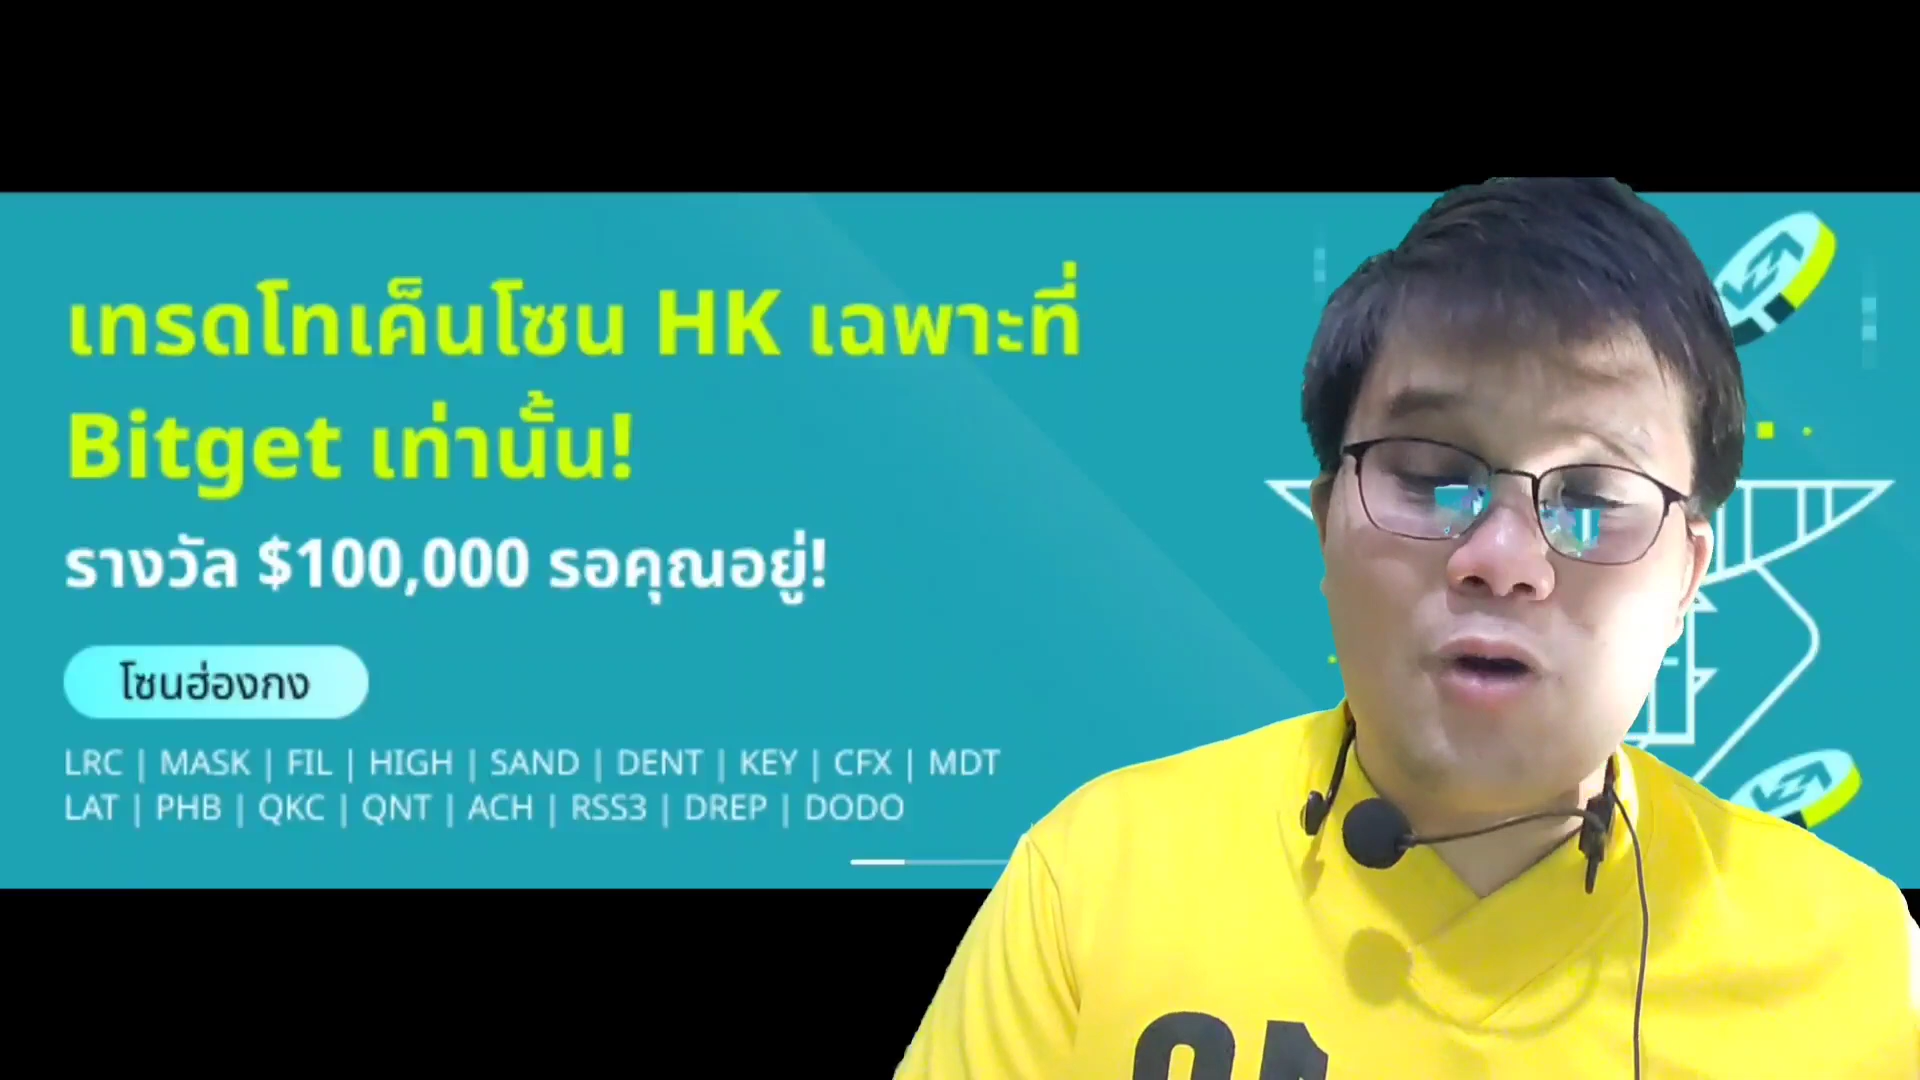 เทรดโทเค็นโซน HK เฉพาะที่
Bitget เท่านั้น!
รางวัล $100,000 รอคุณอยู่!
โซนฮ่องกง
LRC | MASK | FIL | HIGH | SAND | DENT | KEY | CFX | MDT
LAT | PHB | QKC | QNT | ACH | RSS3 | DREP | DODO